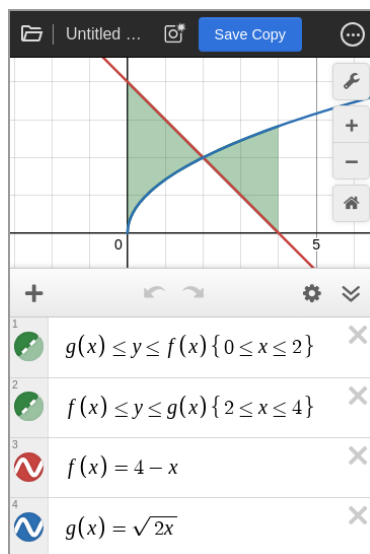 Untitled ...
Save Copy
0
5
1
g(x) ≤ y ≤ f(x) {0 ≤ x ≤ 2}
2
f(x) ≤ y ≤ g(x) {2 ≤ x ≤ 4}
3
f(x) = 4 − x
4
g(x) = √2x